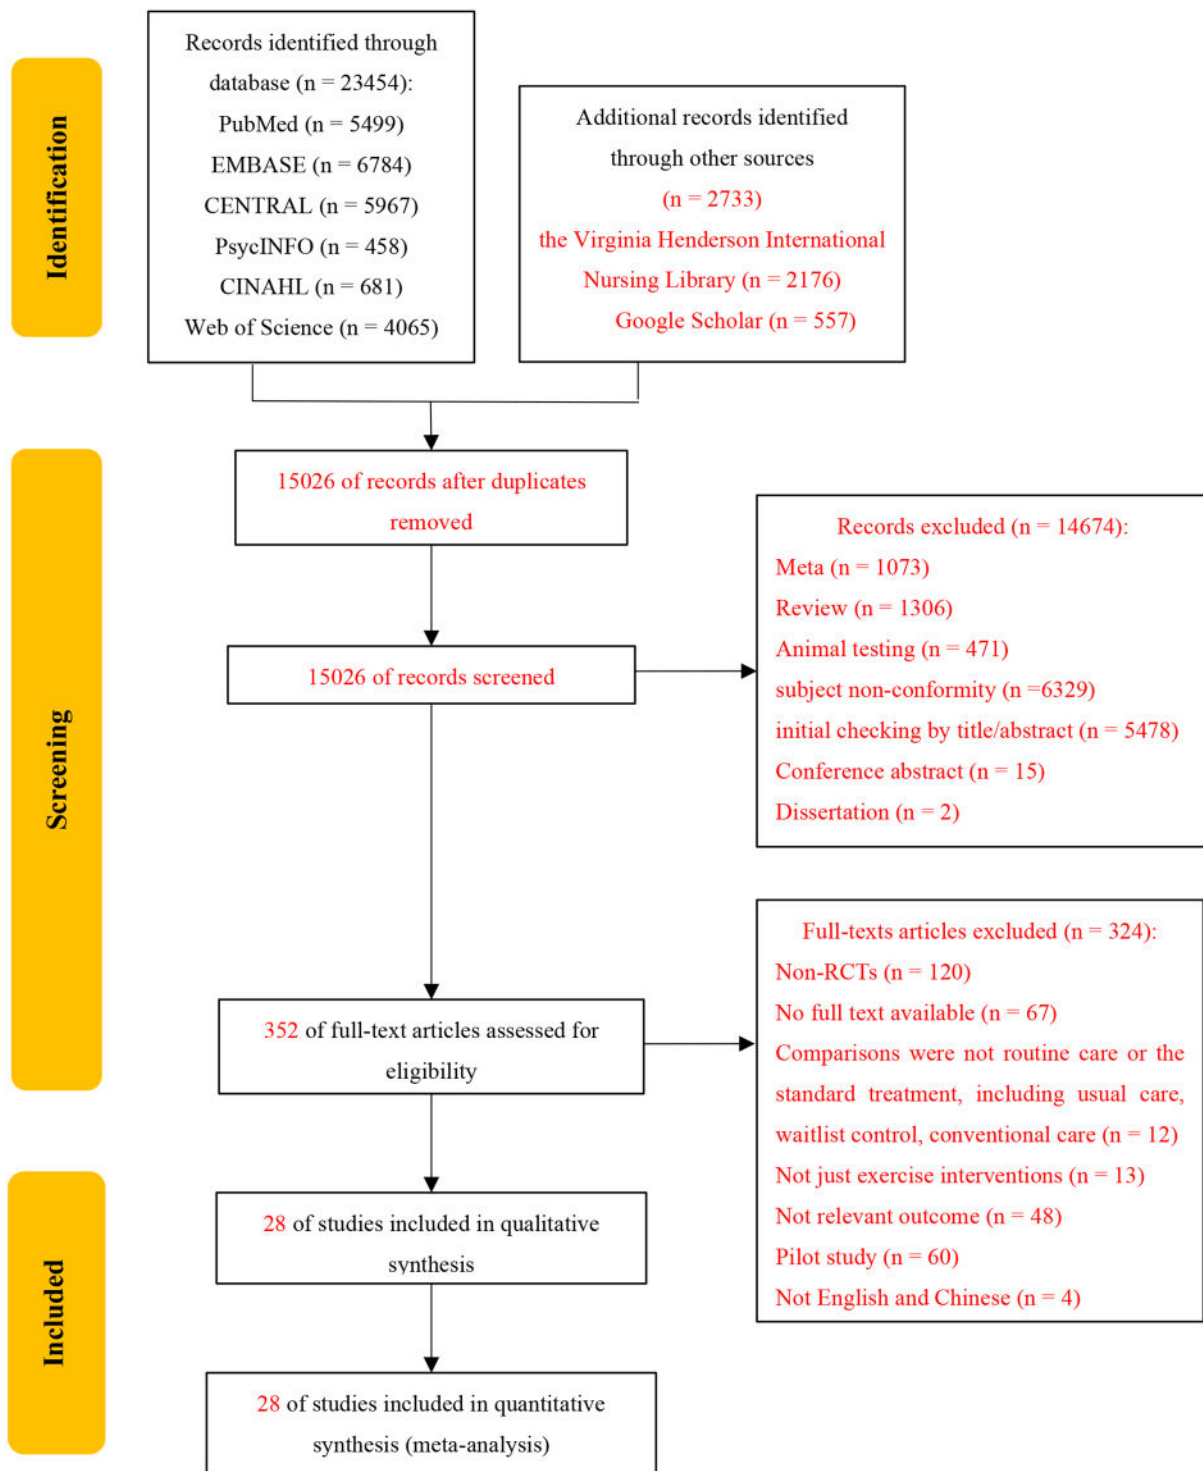 Identification
Records identified through
database (n = 23454):
PubMed (n = 5499)
EMBASE (n = 6784)
CENTRAL (n = 5967)
PsycINFO (n = 458)
CINAHL (n = 681)
Web of Science (n = 4065)
Additional records identified
through other sources
(n = 2733)
the Virginia Henderson International
Nursing Library (n = 2176)
Google Scholar (n = 557)
Screening
15026 of records after duplicates
removed
15026 of records screened
Records excluded (n = 14674):
Meta (n = 1073)
Review (n = 1306)
Animal testing (n = 471)
subject non-conformity (n =6329)
initial checking by title/abstract (n = 5478)
Conference abstract (n = 15)
Dissertation (n = 2)
352 of full-text articles assessed for
eligibility
Full-texts articles excluded (n = 324):
Non-RCTs (n = 120)
No full text available (n = 67)
Comparisons were not routine care or the
standard treatment, including usual care,
waitlist control, conventional care (n = 12)
Not just exercise interventions (n = 13)
Not relevant outcome (n = 48)
Pilot study (n = 60)
Not English and Chinese (n = 4)
Included
28 of studies included in qualitative
synthesis
28 of studies included in quantitative
synthesis (meta-analysis)